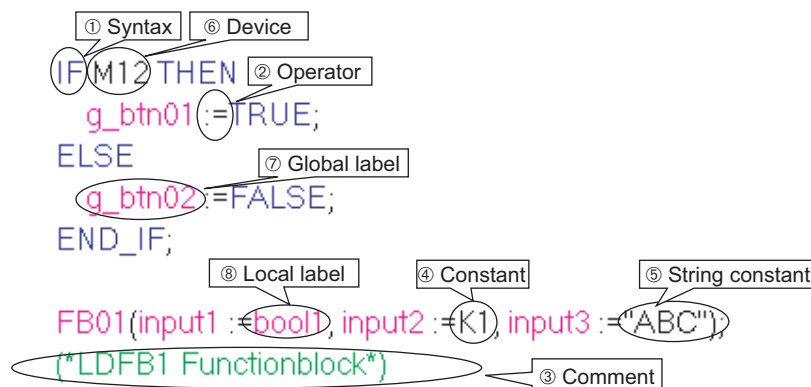 ① Syntax ⑥ Device
IF M12 THEN
② Operator
g_btn01 :=TRUE;
ELSE
⑦ Global label
g_btn02 :=FALSE;
END_IF;
⑧ Local label ④ Constant ⑤ String constant
FB01(input1 :=bool1, input2 :=K1, input3 :="ABC");
(*LDFB1 Functionblock*)
③ Comment